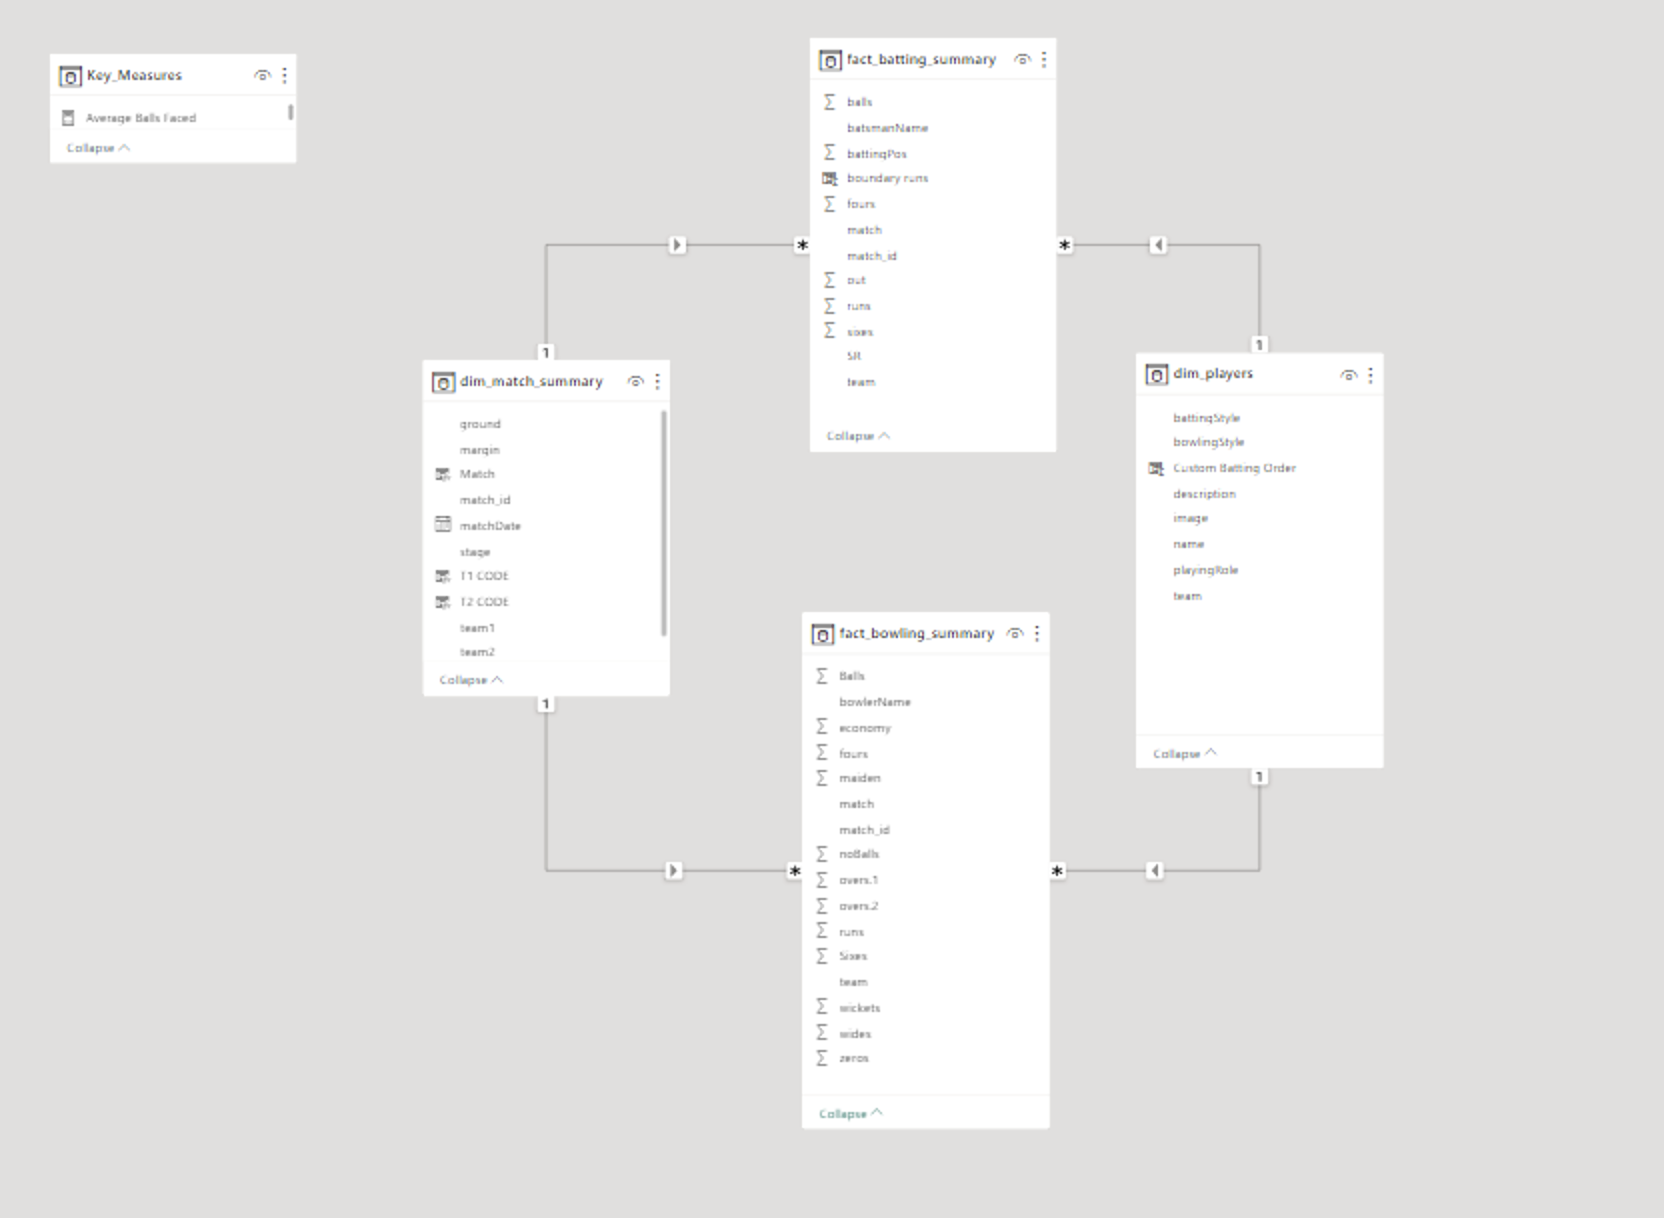 Key_Measures
Average Balls Faced
Collapse
fact_batting_summary
balls
batsmanName
battingPos
boundary runs
fours
match
match_id
out
runs
sixes
SR
team
Collapse
*
*
1
1
dim_match_summary
ground
margin
Match
match_id
matchDate
stage
T1 CODE
T2 CODE
team1
team2
Collapse
1
dim_players
battingStyle
bowlingStyle
Custom Batting Order
description
image
name
playingRole
team
Collapse
1
fact_bowling_summary
Balls
bowlerName
economy
fours
maiden
match
match_id
noBalls
overs.1
overs.2
runs
Sixes
team
wickets
wides
zeros
Collapse
*
*